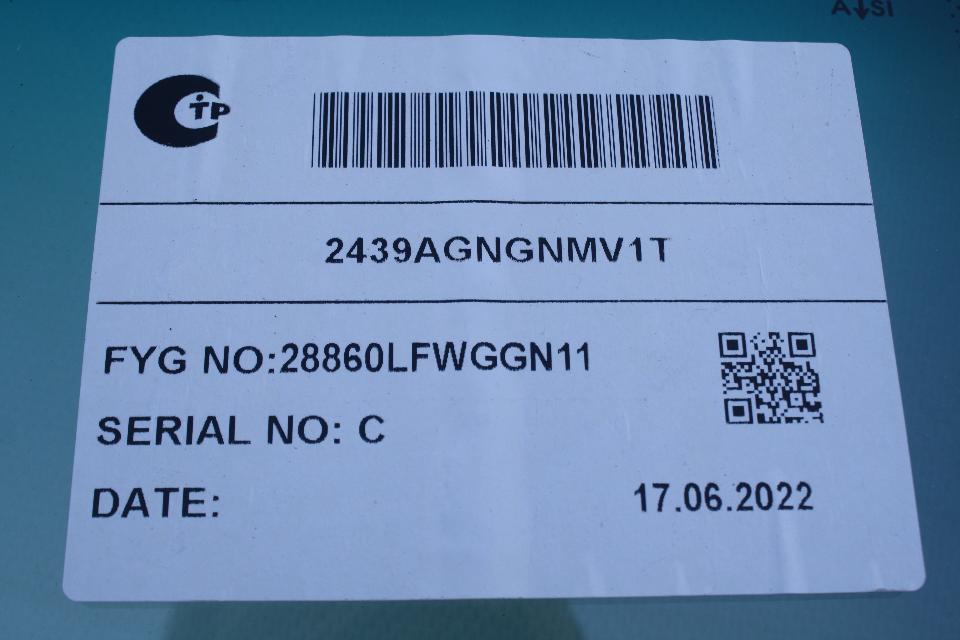 A↓SI
TP
2439AGNGNMV1T
FYG NO:28860LFWGGN11
SERIAL NO: C
DATE: 17.06.2022